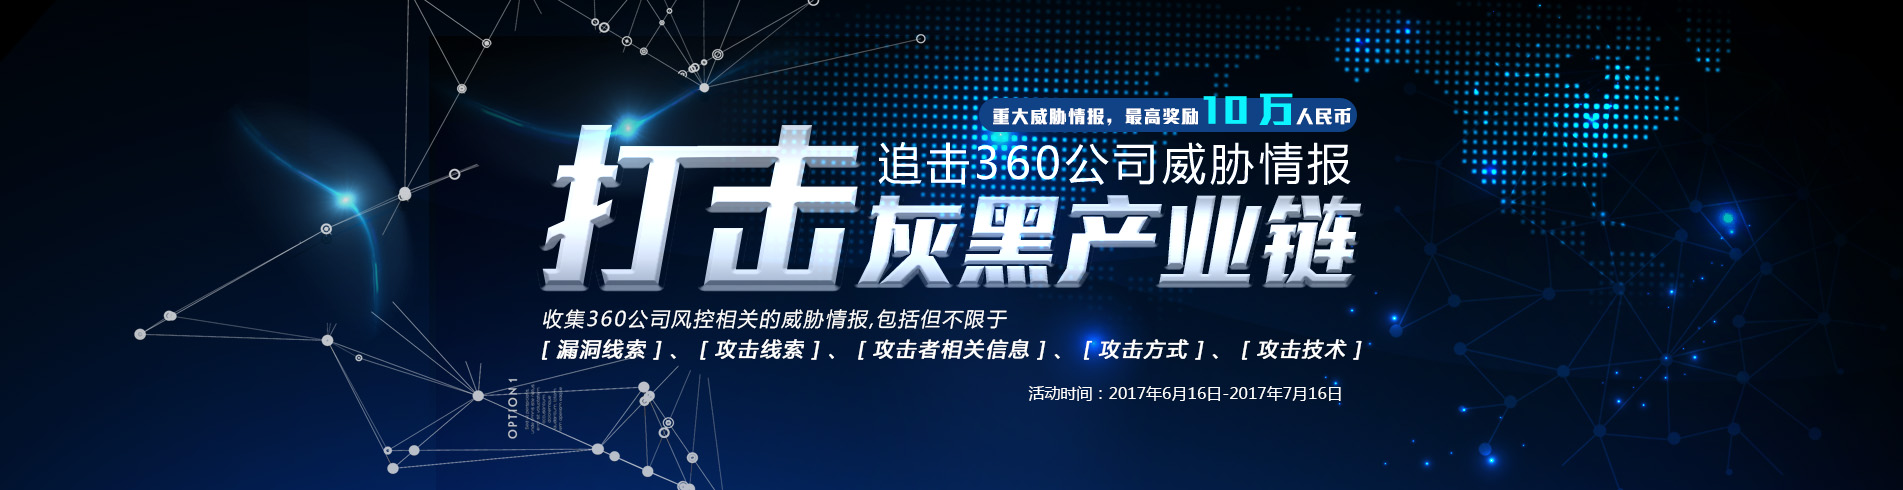 重大威胁情报，最高奖励10万人民币
追击360公司威胁情报
打击灰黑产业链
收集360公司风控相关的威胁情报,包括但不限于
[ 漏洞线索 ] 、 [ 攻击线索 ] 、 [ 攻击者相关信息 ] 、 [ 攻击方式 ] 、 [ 攻击技术 ]
活动时间：2017年6月16日-2017年7月16日
OPTION 1